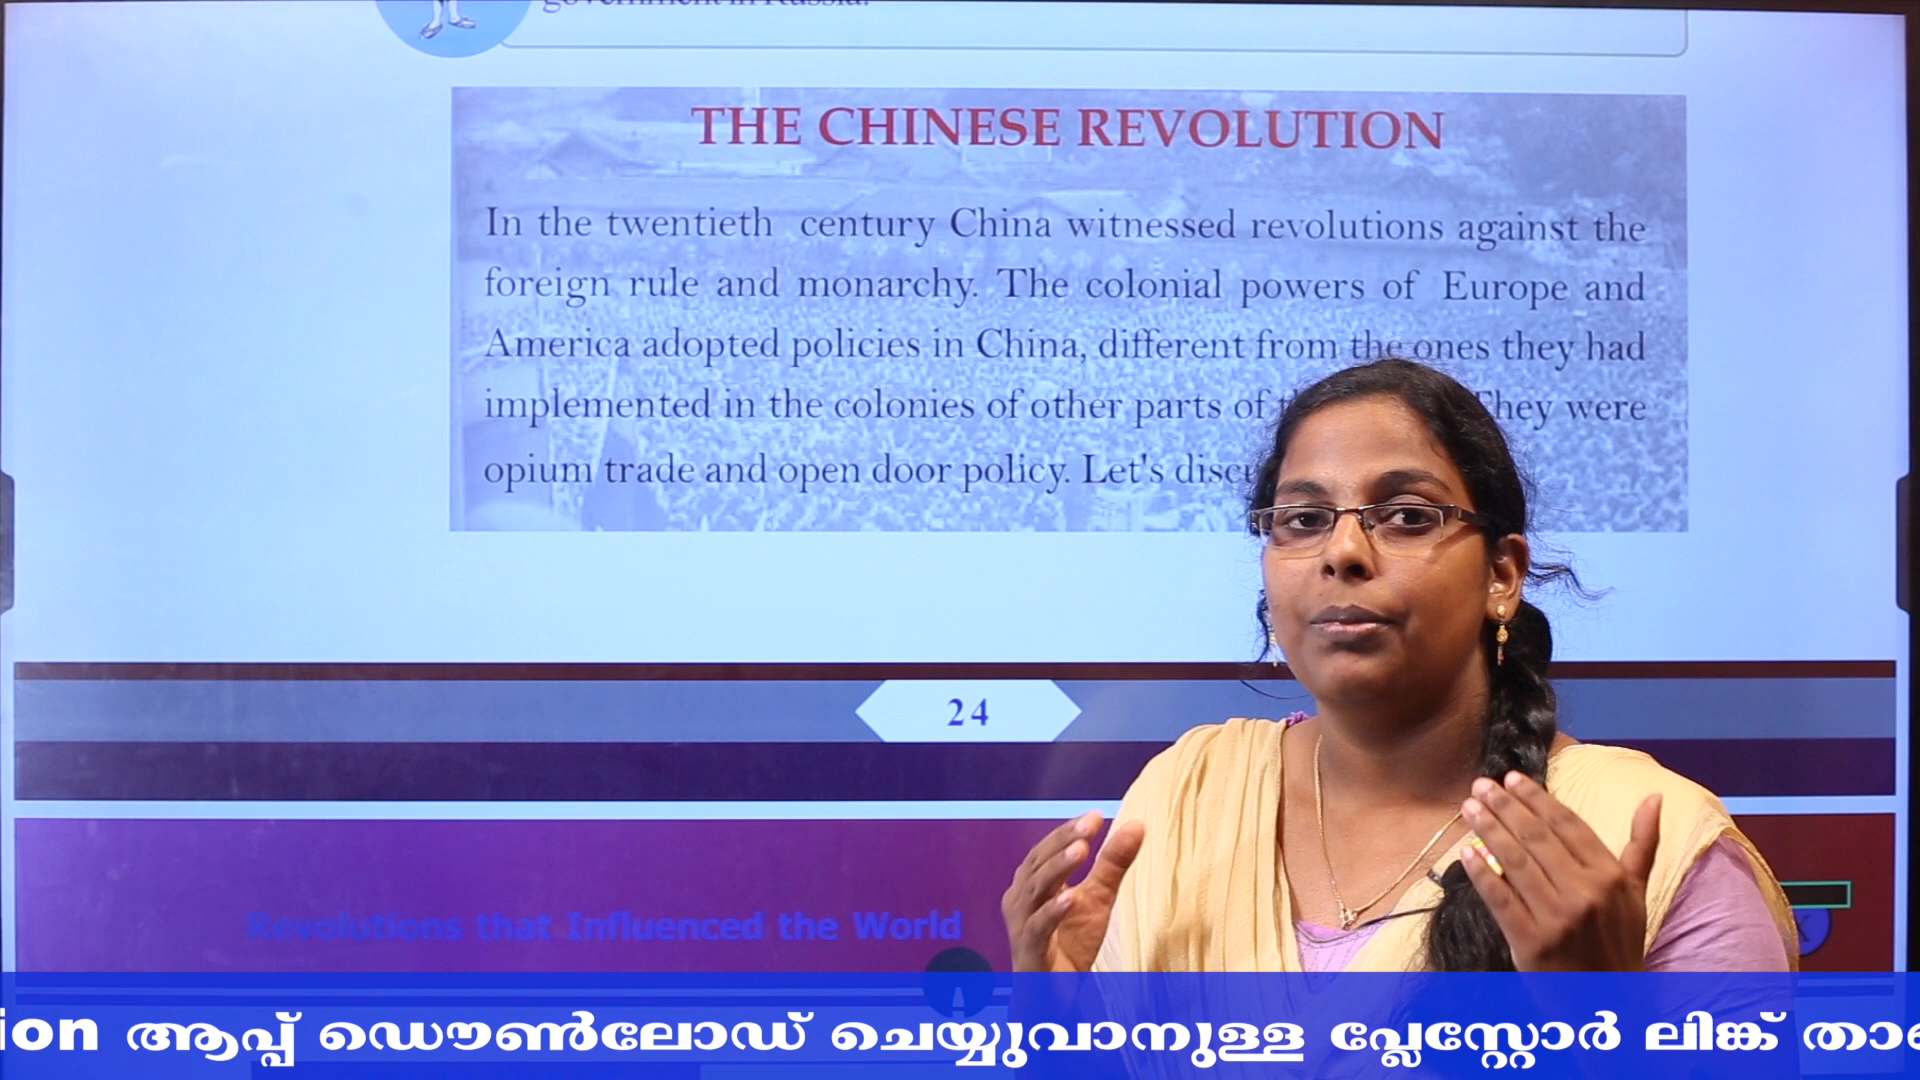 government in Russia.
THE CHINESE REVOLUTION
In the twentieth century China witnessed revolutions against the
foreign rule and monarchy. The colonial powers of Europe and
America adopted policies in China, different from the ones they had
implemented in the colonies of other parts of They were
opium trade and open door policy. Let's
24
Revolutions that Influenced the World
X
ion ആപ്പ് ഡൌൺലോഡ് ചെയ്യുവാനുള്ള പ്ലേസ്റ്റോർ ലിങ്ക്